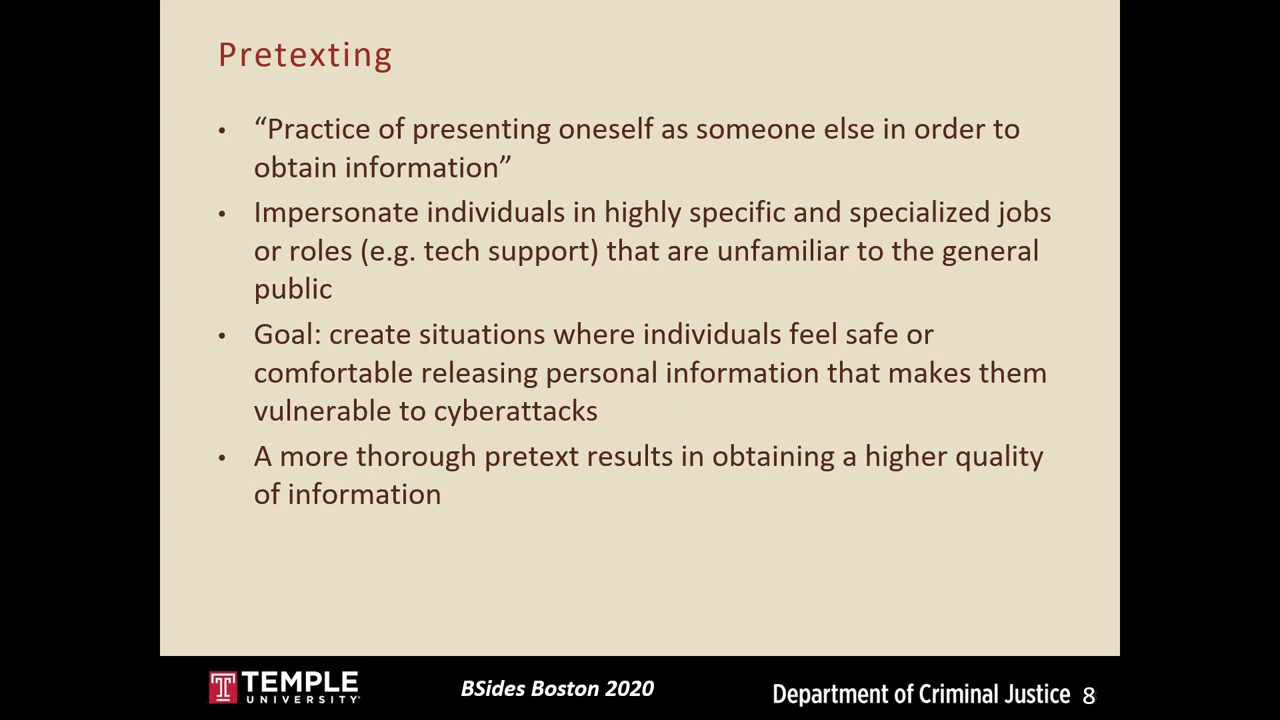 Pretexting
• “Practice of presenting oneself as someone else in order to
obtain information”
• Impersonate individuals in highly specific and specialized jobs
or roles (e.g. tech support) that are unfamiliar to the general
public
• Goal: create situations where individuals feel safe or
comfortable releasing personal information that makes them
vulnerable to cyberattacks
• A more thorough pretext results in obtaining a higher quality
of information
T TEMPLE
UNIVERSITY
BSides Boston 2020
Department of Criminal Justice 8